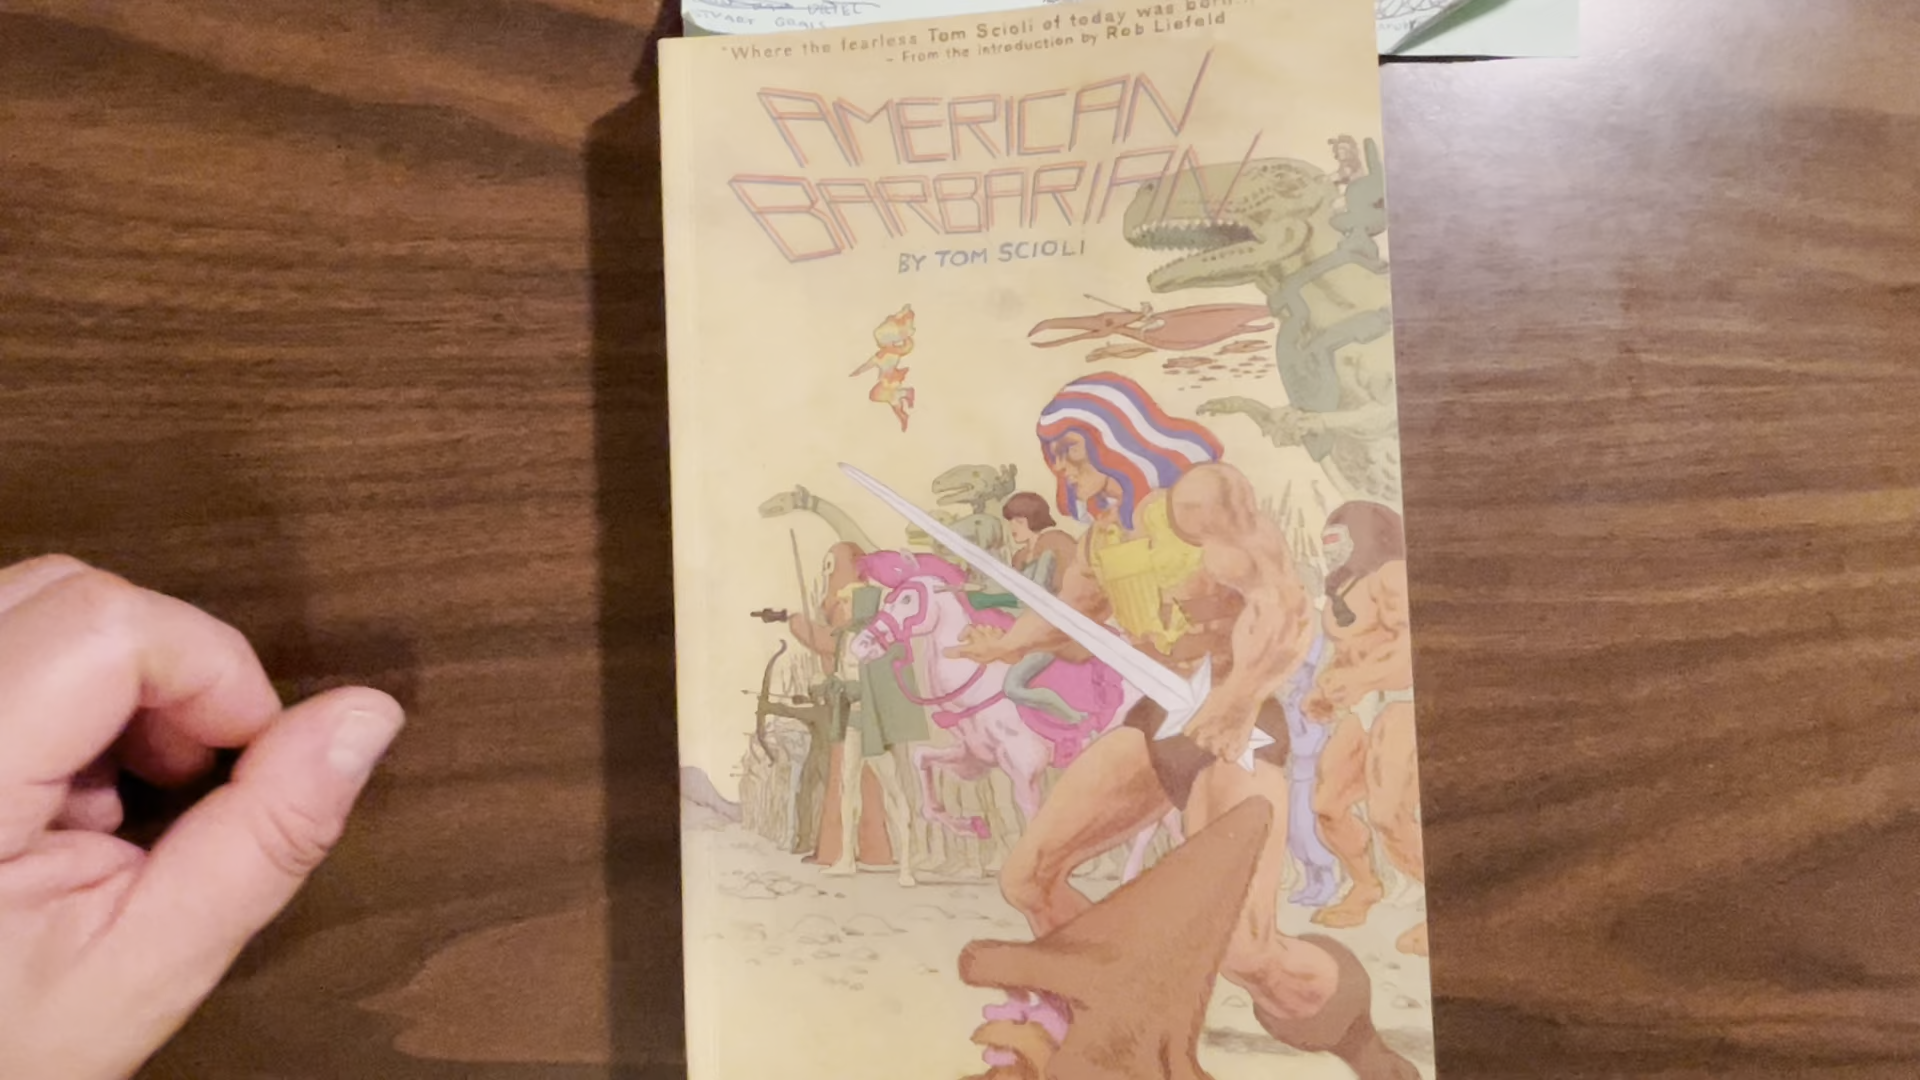 "Where the fearless Tom Scioli of today was born...
- From the introduction by Rob Liefeld
AMERICAN
BARBARIAN
BY TOM SCIOLI